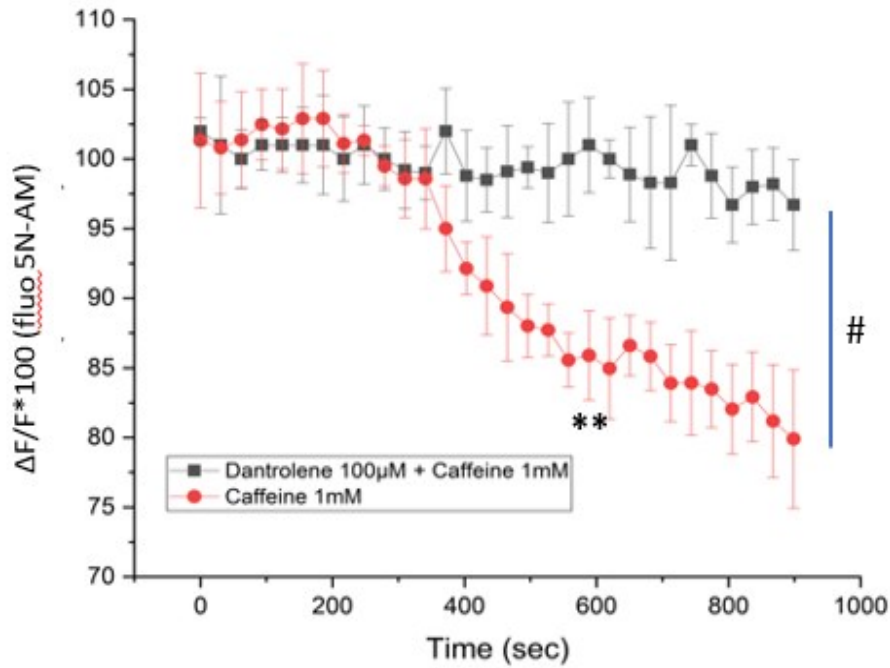 110
105
100
95
90
85
80
75
70
ΔF/F*100 (fluo 5N-AM)
#
**
Dantrolene 100μM + Caffeine 1mM
Caffeine 1mM
0 200 400 600 800 1000
Time (sec)